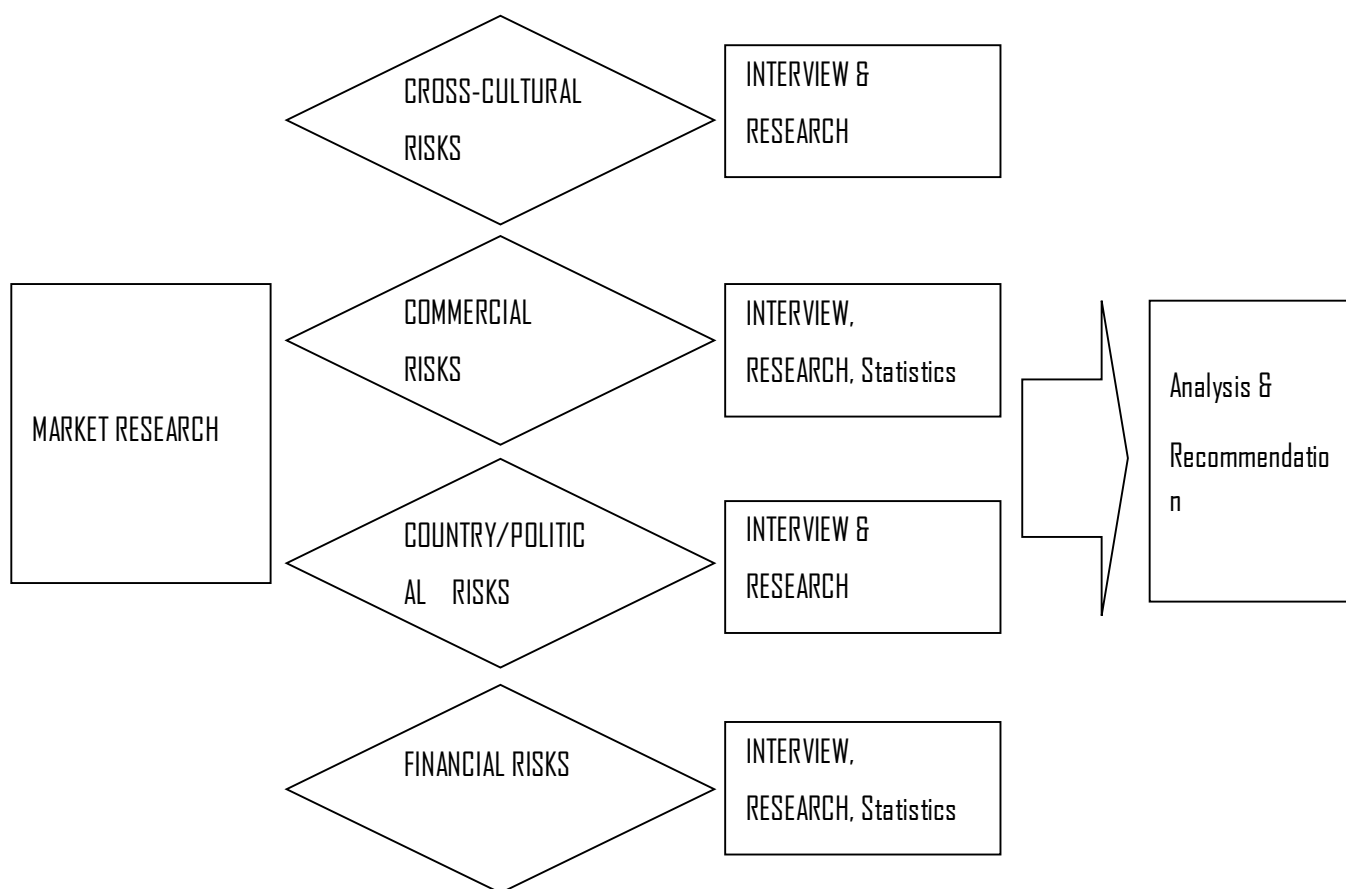 CROSS-CULTURAL
RISKS
INTERVIEW &
RESEARCH
MARKET RESEARCH
COMMERCIAL
RISKS
INTERVIEW,
RESEARCH, Statistics
COUNTRY/POLITIC
AL RISKS
INTERVIEW &
RESEARCH
FINANCIAL RISKS
INTERVIEW,
RESEARCH, Statistics
Analysis &
Recommendatio
n